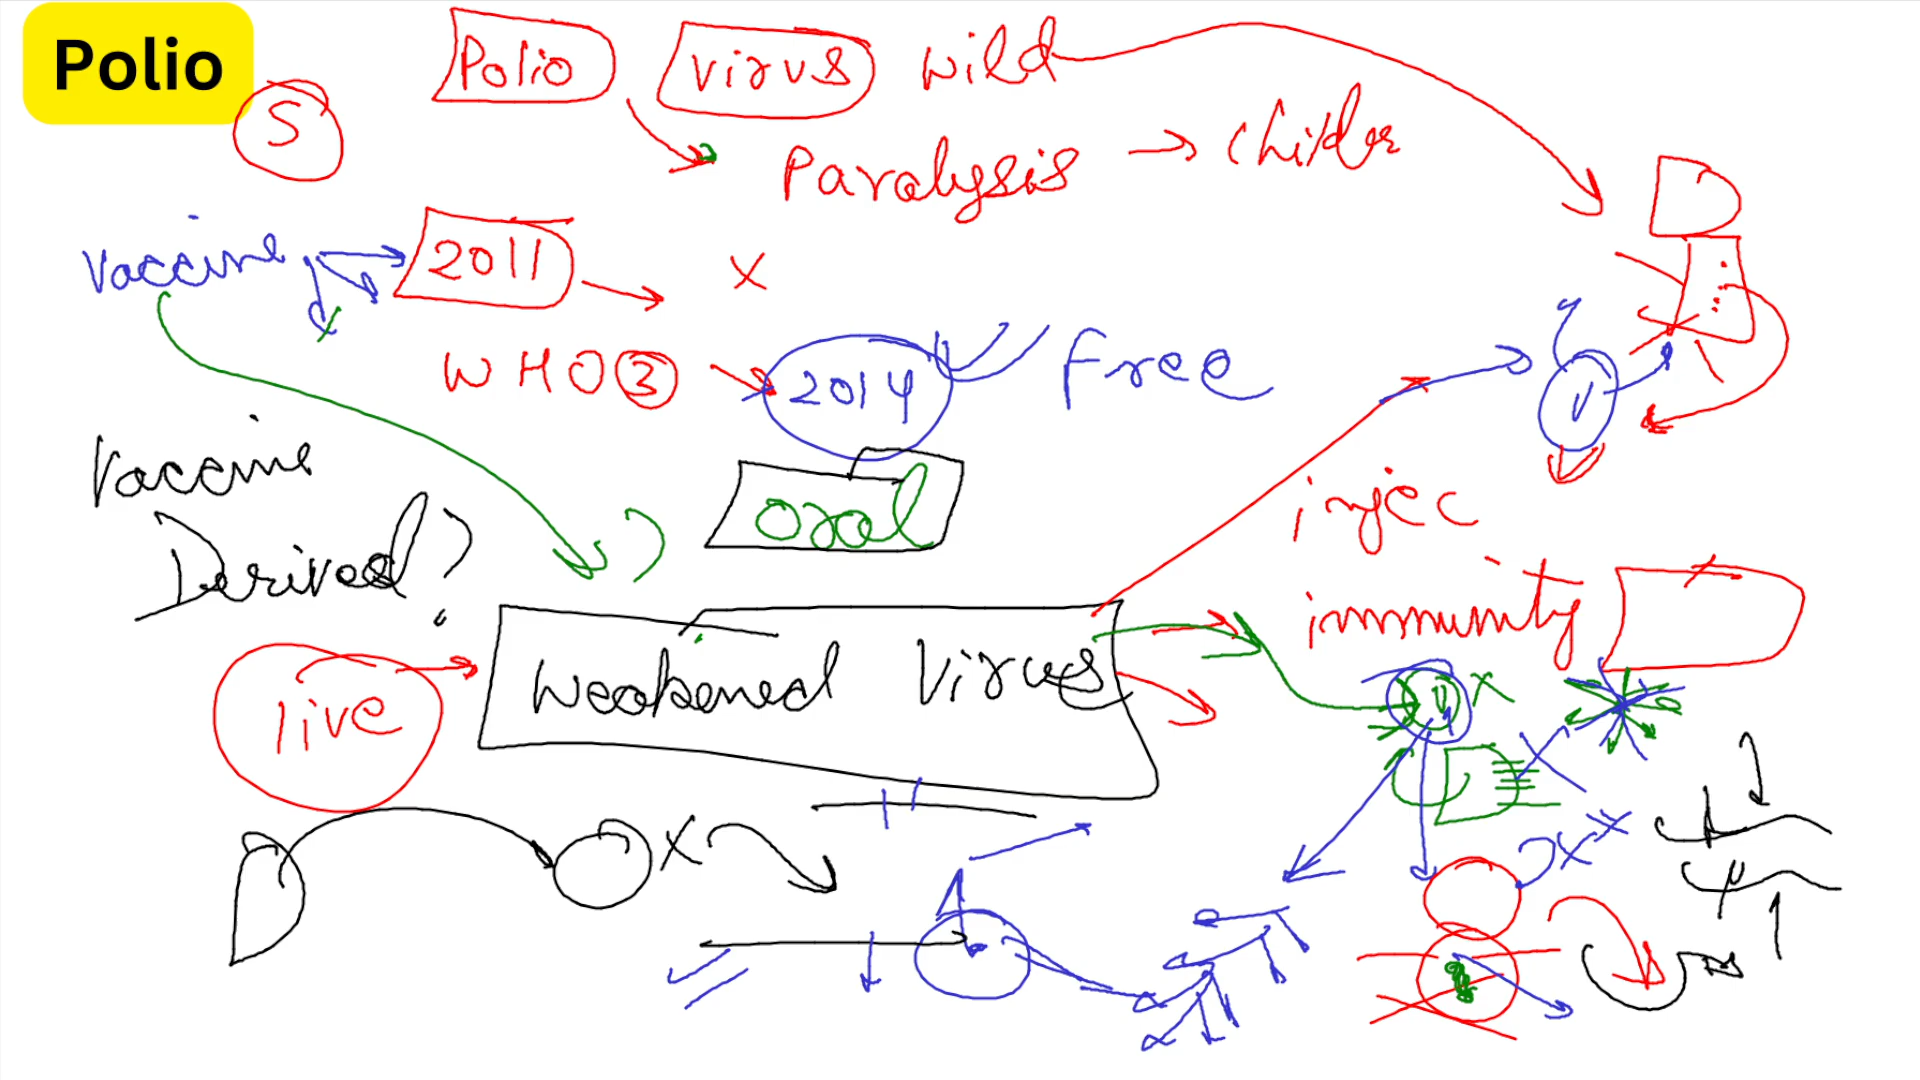 Polio
Polio virus wild
S
Paralysis → Childer
Vaccine 2011 x
WHO 3 2014 free
Vaccine oral injec
Derived ?
immunity
live Weakened Virus